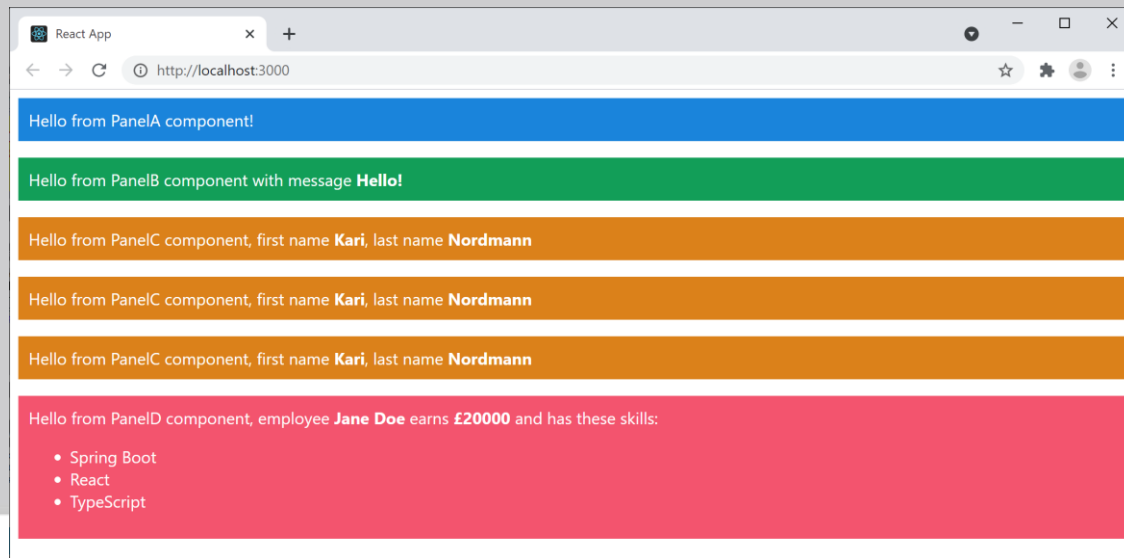 React App
http://localhost:3000
Hello from PanelA component!
Hello from PanelB component with message Hello!
Hello from PanelC component, first name Kari, last name Nordmann
Hello from PanelC component, first name Kari, last name Nordmann
Hello from PanelC component, first name Kari, last name Nordmann
Hello from PanelD component, employee Jane Doe earns £20000 and has these skills:
• Spring Boot
• React
• TypeScript